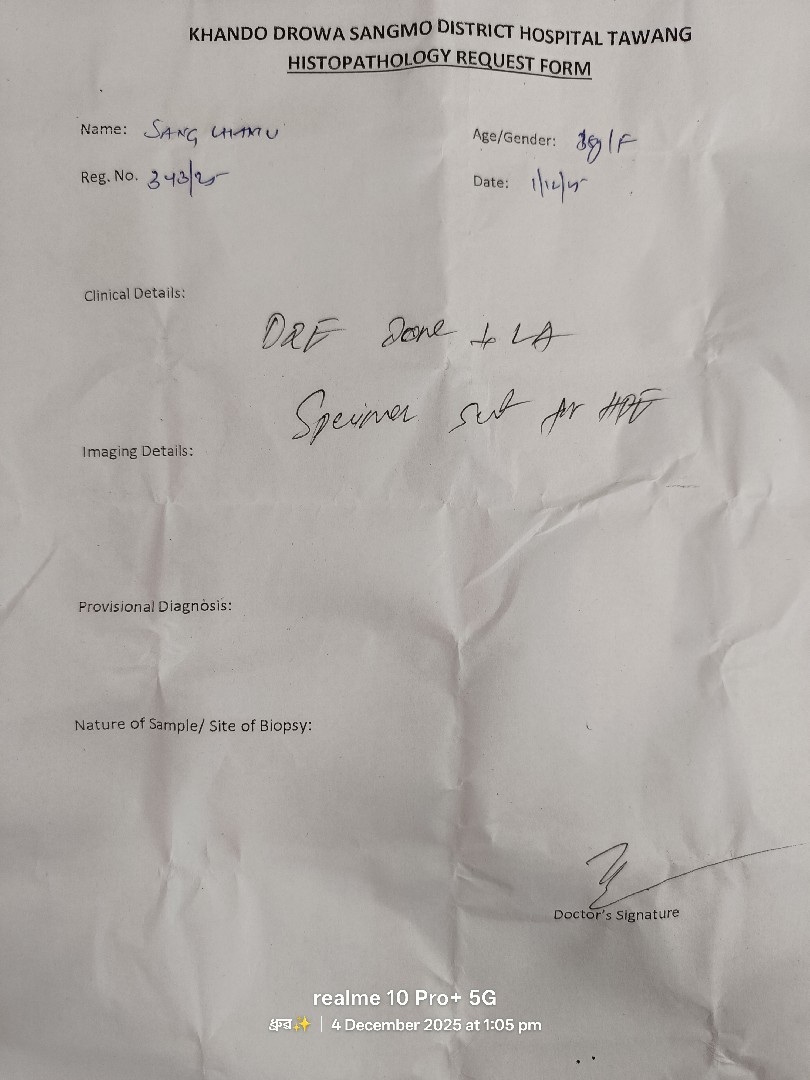 KHANDO DROWA SANGMO DISTRICT HOSPITAL TAWANG
HISTOPATHOLOGY REQUEST FORM
Name: SANG LHAMU Age/Gender: /F
Reg. No. 343/25 Date: 1/12/25
Clinical Details:
Done LA
Specimen sent for HPE
Imaging Details:
Provisional Diagnosis:
Nature of Sample/ Site of Biopsy:
Doctor's Signature
realme 10 Pro+ 5G
ध्रुव✨ | 4 December 2025 at 1:05 pm